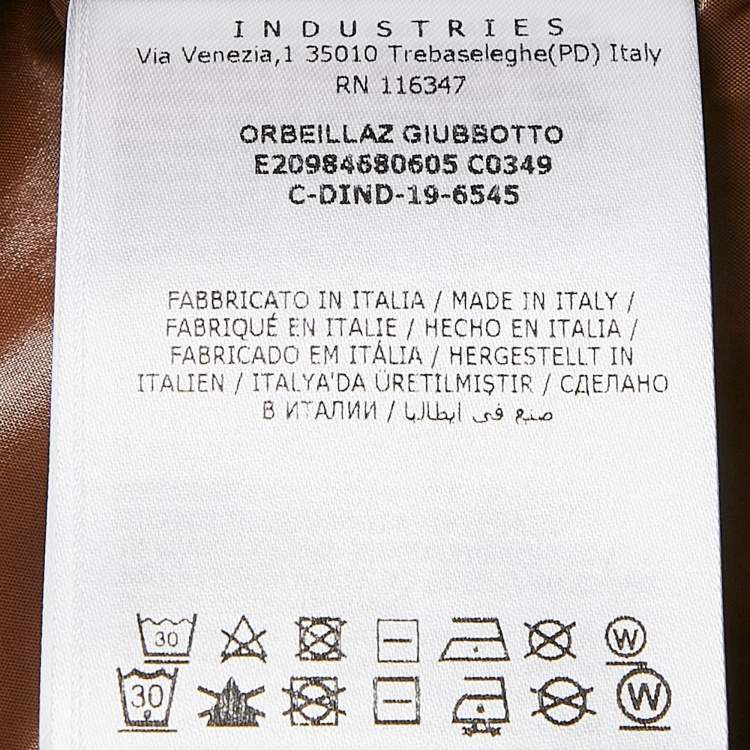 INDUSTRIES
Via Venezia,1 35010 Trebaseleghe(PD) Italy
RN 116347
ORBEILLAZ GIUBBOTTO
E20984680605 C0349
C-DIND-19-6545
FABBRICATO IN ITALIA / MADE IN ITALY /
FABRIQUÉ EN ITALIE / HECHO EN ITALIA /
FABRICADO EM ITÁLIA / HERGESTELLT IN
ITALIEN / ITALYA'DA ÜRETILMIŞTIR / СДЕЛАНО
В ИТАЛИИ / صنع في ايطاليا
30 W
30 W